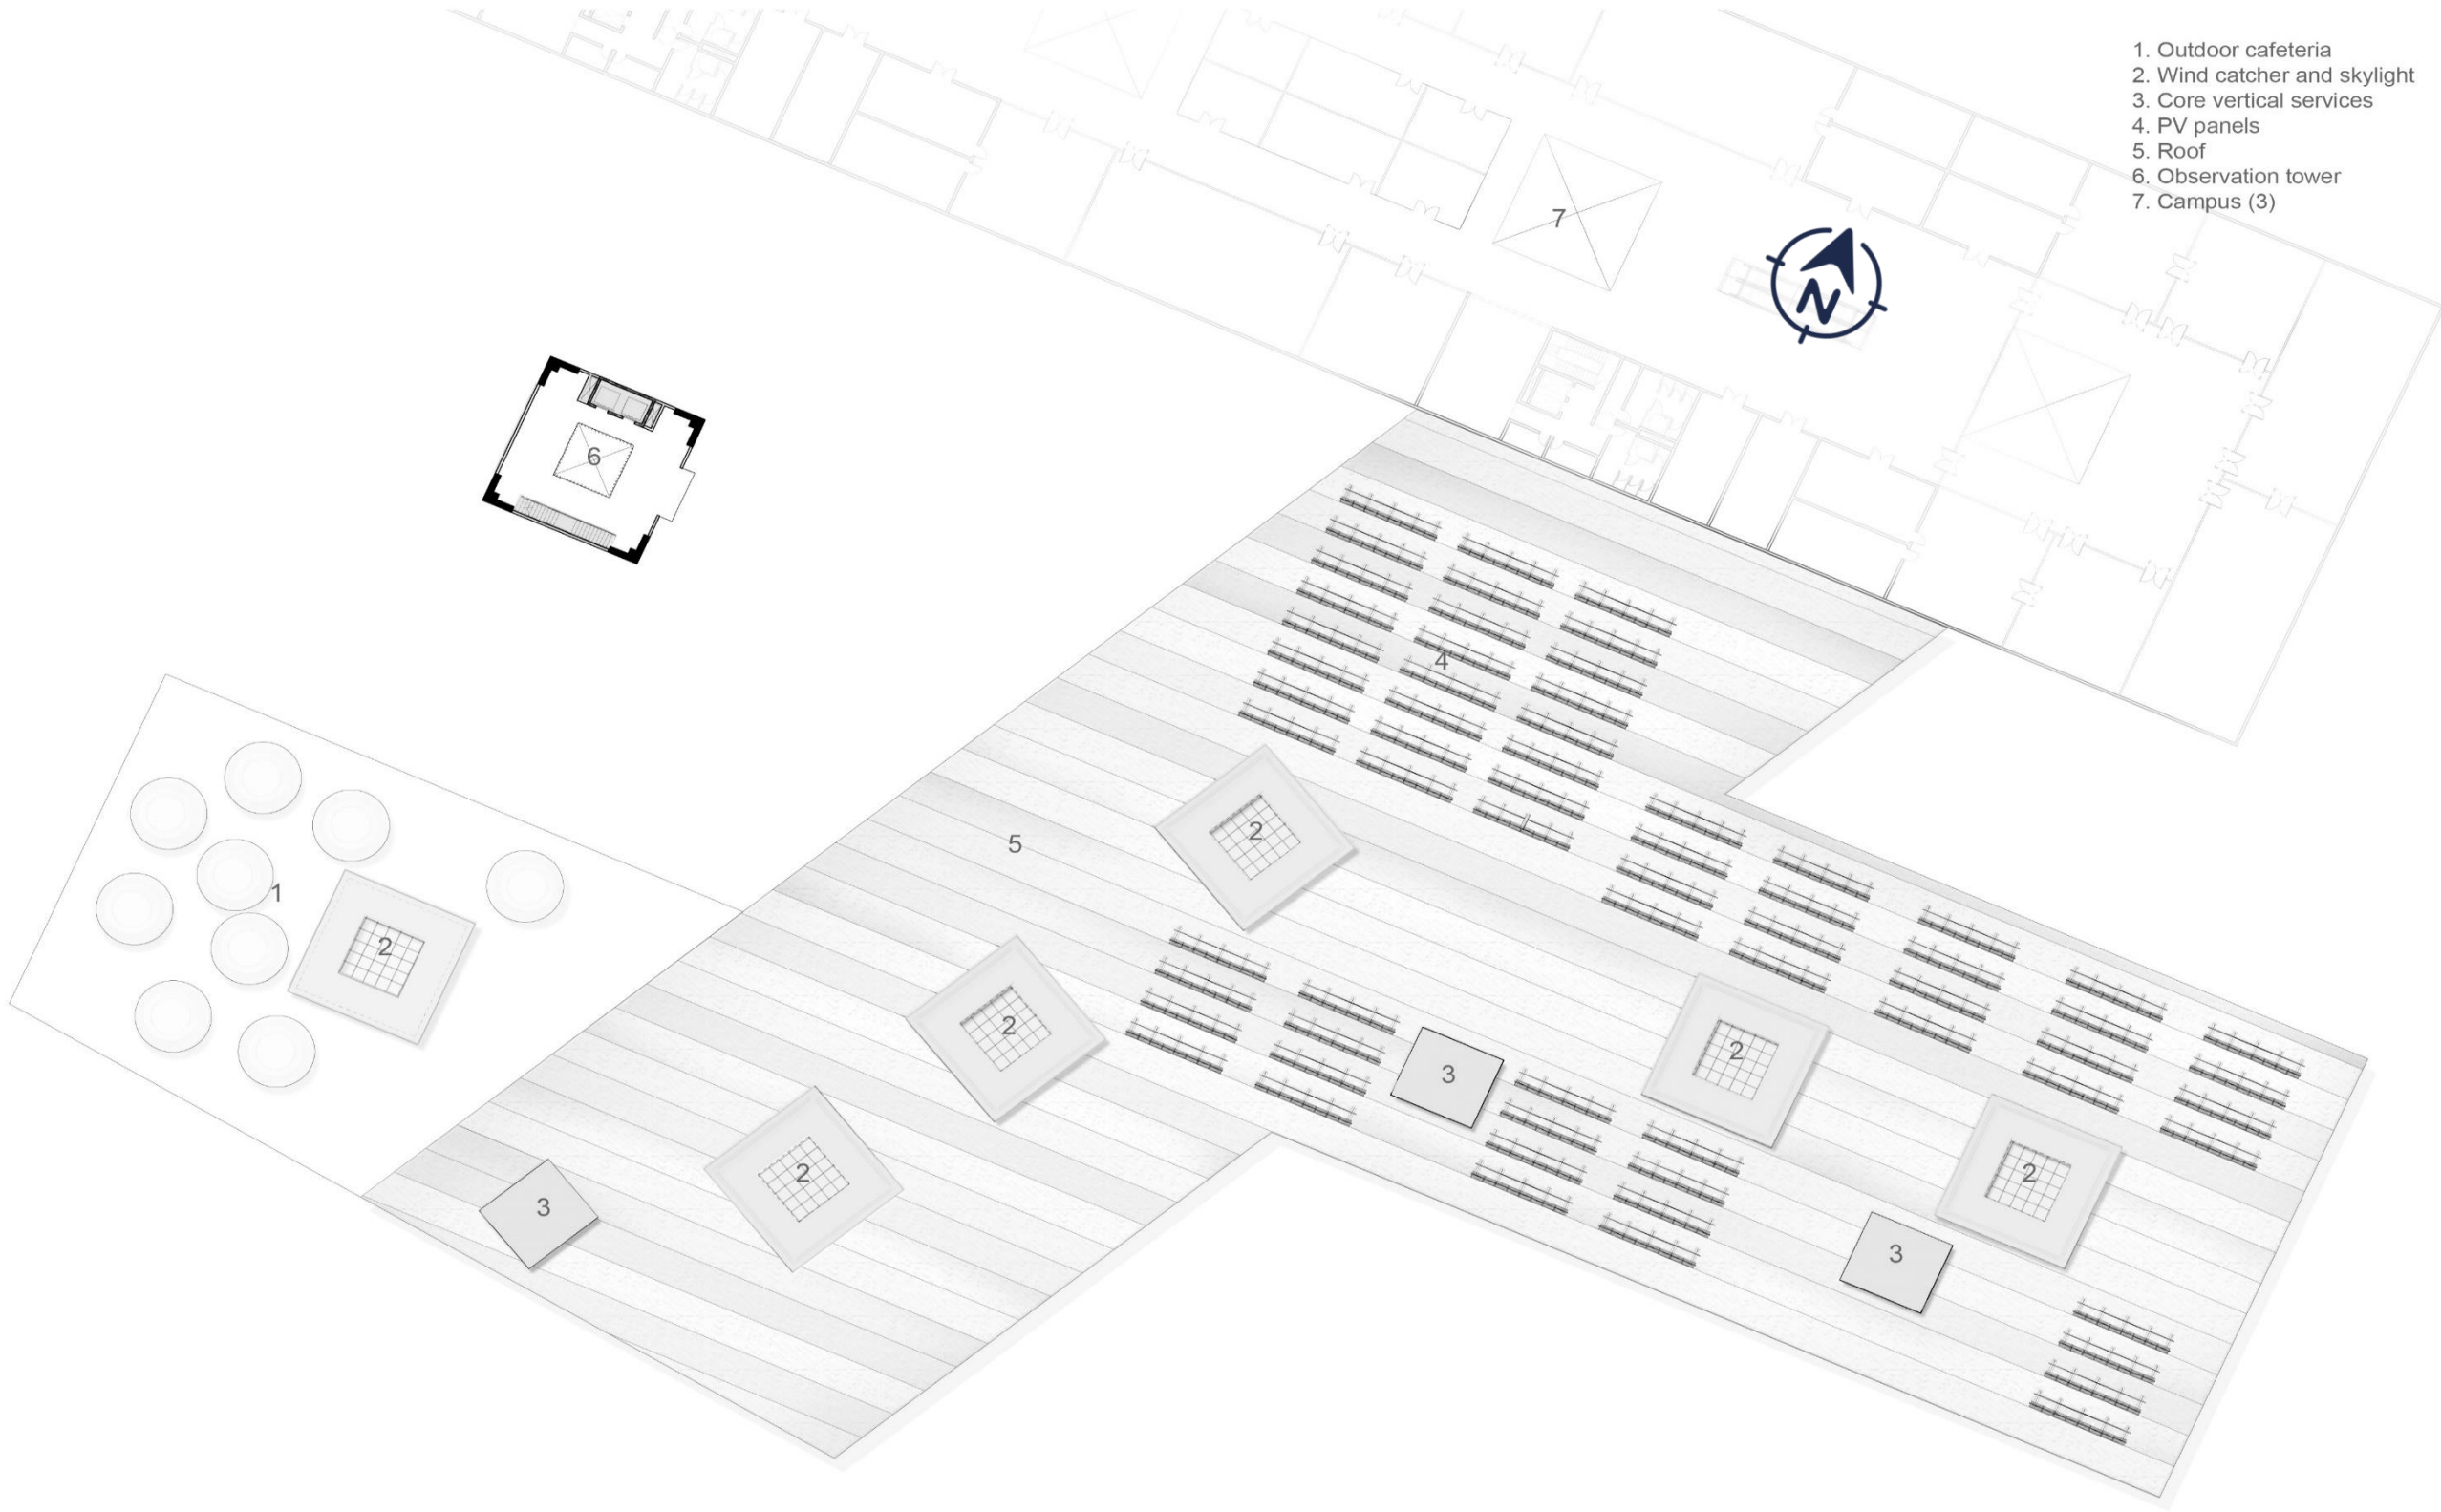 1. Outdoor cafeteria
2. Wind catcher and skylight
3. Core vertical services
4. PV panels
5. Roof
6. Observation tower
7. Campus (3)
7
N
6
4
2
5
1
2
2
2
3
2
2
3
3